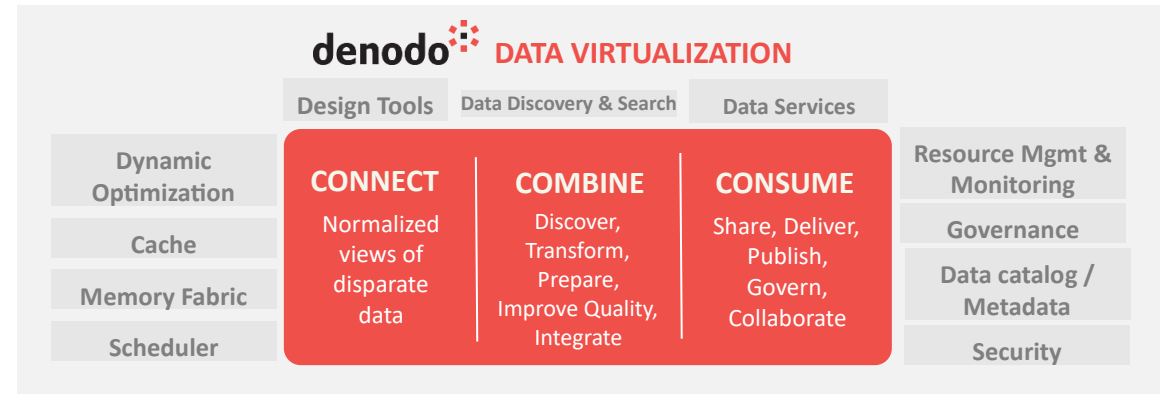 denodo DATA VIRTUALIZATION
Design Tools
Data Discovery & Search
Data Services
Dynamic
Optimization
Cache
Memory Fabric
Scheduler
CONNECT
Normalized
views of
disparate
data
COMBINE
Discover,
Transform,
Prepare,
Improve Quality,
Integrate
CONSUME
Share, Deliver,
Publish,
Govern,
Collaborate
Resource Mgmt &
Monitoring
Governance
Data catalog /
Metadata
Security